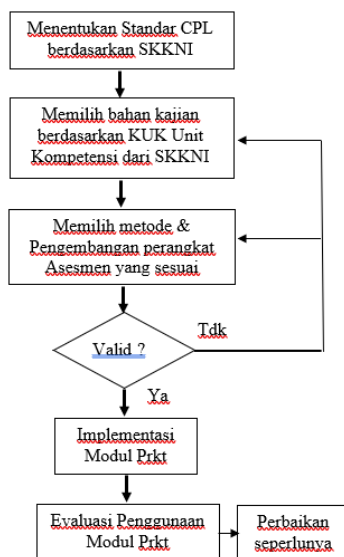 Menentukan Standar CPL
berdasarkan SKKNI
Memilih bahan kajian
berdasarkan KUK Unit
Kompetensi dari SKKNI
Memilih metode &
Pengembangan perangkat
Asesmen yang sesuai
Valid ?
Tdk
Ya
Implementasi
Modul Prkt
Evaluasi Penggunaan
Modul Prkt
Perbaikan
seperlunya